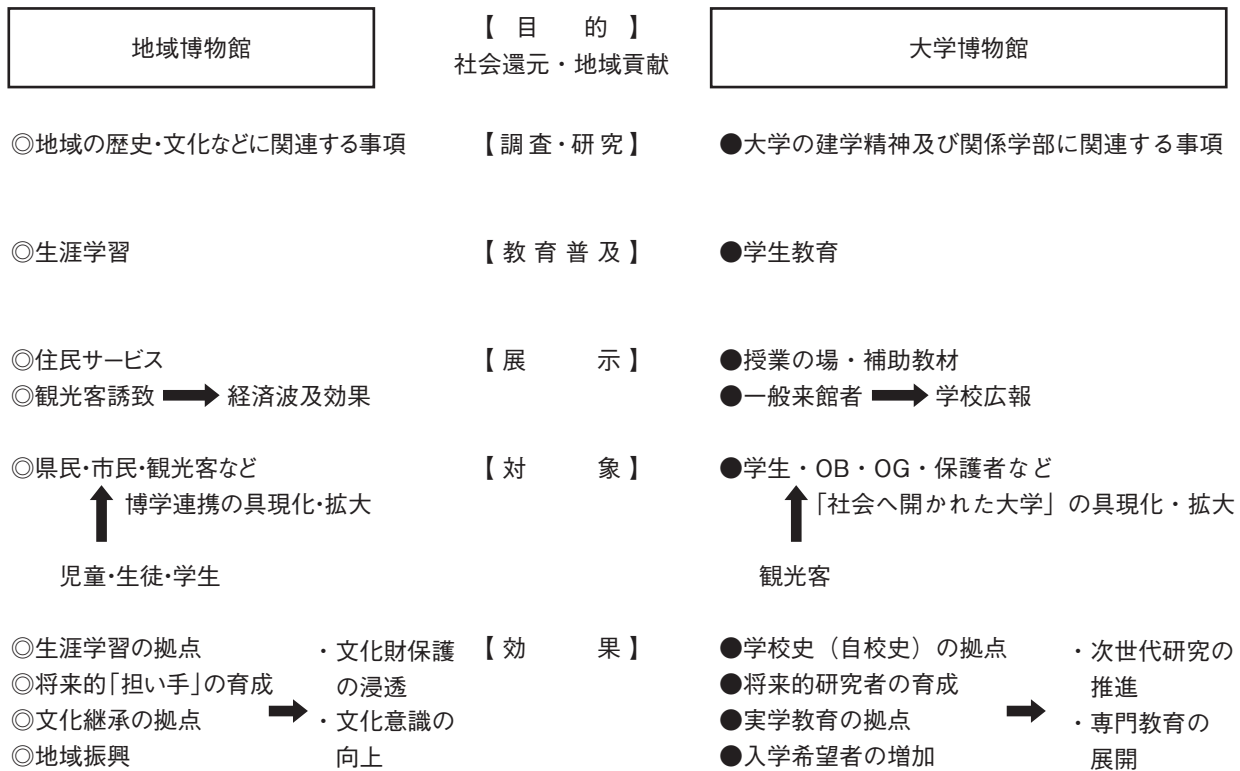 地域博物館
【 目 的 】
社会還元・地域貢献
大学博物館
◎地域の歴史・文化などに関連する事項
【調査・研究】
●大学の建学精神及び関係学部に関連する事項
◎生涯学習
【教育普及】
●学生教育
◎住民サービス
【展 示】
●授業の場・補助教材
◎観光客誘致 ➡ 経済波及効果
●一般来館者 ➡ 学校広報
◎県民・市民・観光客など
【対 象】
●学生・OB・OG・保護者など
博学連携の具現化・拡大
「社会へ開かれた大学」の具現化・拡大
児童・生徒・学生
観光客
【効 果】
◎生涯学習の拠点
◎将来的「担い手」の育成
◎文化継承の拠点
◎地域振興
・文化財保護
の浸透
・文化意識の
向上
●学校史（自校史）の拠点
●将来的研究者の育成
●実学教育の拠点
●入学希望者の増加
・次世代研究の
推進
・専門教育の
展開